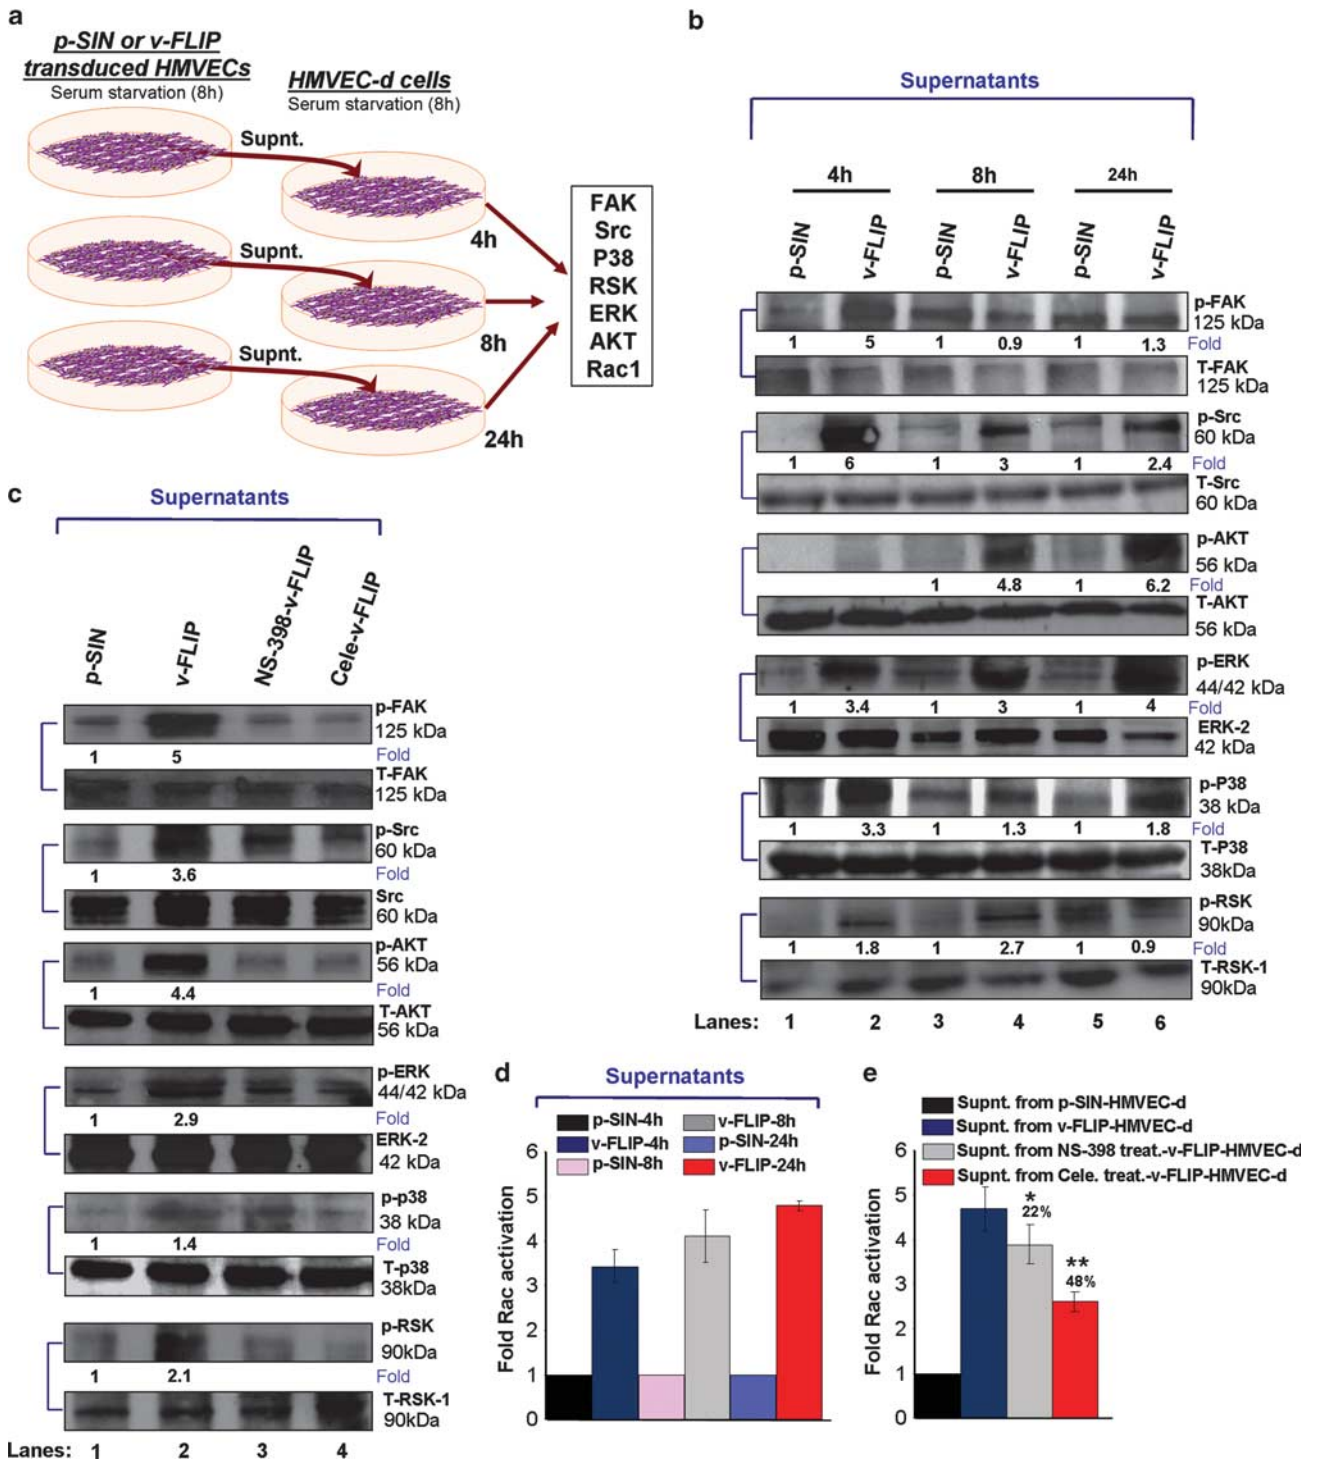 a
p-SIN or v-FLIP
transduced HMVECs
Serum starvation (8h)
HMVEC-d cells
Serum starvation (8h)
Supnt.
Supnt.
Supnt.
4h
8h
24h
FAK
Src
P38
RSK
ERK
AKT
Rac1
b
Supernatants
4h 8h 24h
p-SIN v-FLIP p-SIN v-FLIP p-SIN v-FLIP
p-FAK
125 kDa
1 5 1 0.9 1 1.3 Fold
T-FAK
125 kDa
p-Src
60 kDa
1 6 1 3 1 2.4 Fold
T-Src
60 kDa
p-AKT
56 kDa
1 4.8 1 6.2 Fold
T-AKT
56 kDa
p-ERK
44/42 kDa
1 3.4 1 3 1 4 Fold
ERK-2
42 kDa
p-P38
38 kDa
1 3.3 1 1.3 1 1.8 Fold
T-P38
38kDa
p-RSK
90kDa
1 1.8 1 2.7 1 0.9 Fold
T-RSK-1
90kDa
Lanes: 1 2 3 4 5 6
c
Supernatants
p-SIN v-FLIP NS-398-v-FLIP Cele-v-FLIP
p-FAK
125 kDa
1 5 Fold
T-FAK
125 kDa
p-Src
60 kDa
1 3.6 Fold
Src
60 kDa
p-AKT
56 kDa
1 4.4 Fold
T-AKT
56 kDa
p-ERK
44/42 kDa
1 2.9 Fold
ERK-2
42 kDa
p-p38
38 kDa
1 1.4 Fold
T-p38
38kDa
p-RSK
90kDa
1 2.1 Fold
T-RSK-1
90kDa
Lanes: 1 2 3 4
d
Supernatants
p-SIN-4h v-FLIP-8h
v-FLIP-4h p-SIN-24h
p-SIN-8h v-FLIP-24h
Fold Rac activation
6
5
4
3
2
1
0
e
Supnt. from p-SIN-HMVEC-d
Supnt. from v-FLIP-HMVEC-d
Supnt. from NS-398 treat.-v-FLIP-HMVEC-d
Supnt. from Cele. treat.-v-FLIP-HMVEC-d
Fold Rac activation
6
5
4
3
2
1
0
*
22%
**
48%